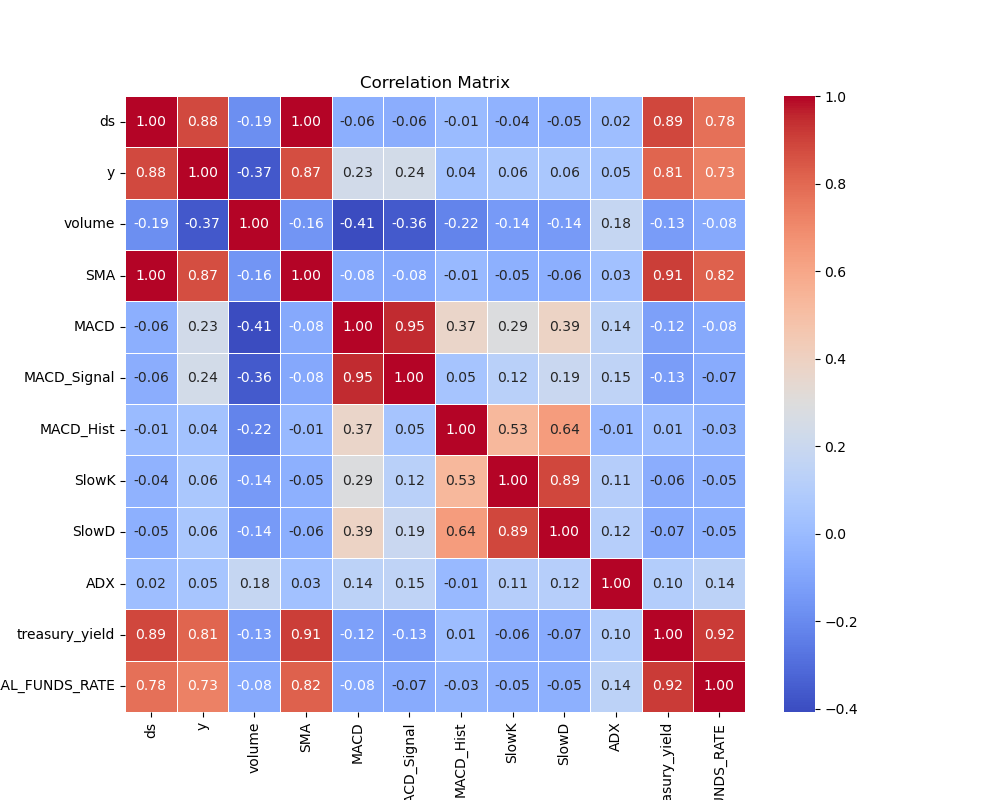 Correlation Matrix
ds 1.00 0.88 -0.19 1.00 -0.06 -0.06 -0.01 -0.04 -0.05 0.02 0.89 0.78
y 0.88 1.00 -0.37 0.87 0.23 0.24 0.04 0.06 0.06 0.05 0.81 0.73
volume -0.19 -0.37 1.00 -0.16 -0.41 -0.36 -0.22 -0.14 -0.14 0.18 -0.13 -0.08
SMA 1.00 0.87 -0.16 1.00 -0.08 -0.08 -0.01 -0.05 -0.06 0.03 0.91 0.82
MACD -0.06 0.23 -0.41 -0.08 1.00 0.95 0.37 0.29 0.39 0.14 -0.12 -0.08
MACD_Signal -0.06 0.24 -0.36 -0.08 0.95 1.00 0.05 0.12 0.19 0.15 -0.13 -0.07
MACD_Hist -0.01 0.04 -0.22 -0.01 0.37 0.05 1.00 0.53 0.64 -0.01 0.01 -0.03
SlowK -0.04 0.06 -0.14 -0.05 0.29 0.12 0.53 1.00 0.89 0.11 -0.06 -0.05
SlowD -0.05 0.06 -0.14 -0.06 0.39 0.19 0.64 0.89 1.00 0.12 -0.07 -0.05
ADX 0.02 0.05 0.18 0.03 0.14 0.15 -0.01 0.11 0.12 1.00 0.10 0.14
treasury_yield 0.89 0.81 -0.13 0.91 -0.12 -0.13 0.01 -0.06 -0.07 0.10 1.00 0.92
AL_FUNDS_RATE 0.78 0.73 -0.08 0.82 -0.08 -0.07 -0.03 -0.05 -0.05 0.14 0.92 1.00
ds y volume SMA MACD ACD_Signal MACD_Hist SlowK SlowD ADX asury_yield UNDS_RATE
1.0
0.8
0.6
0.4
0.2
0.0
−0.2
−0.4